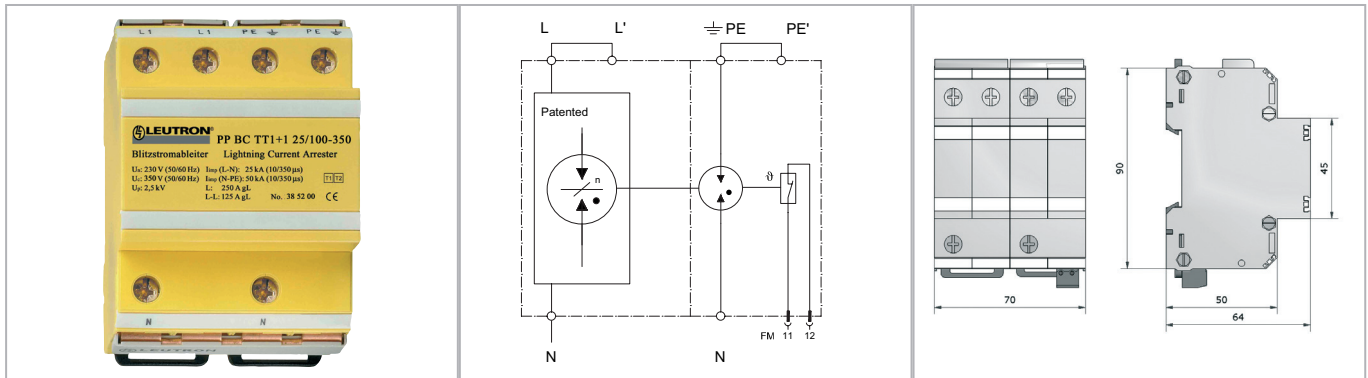 L1 L1 PE PE
LEUTRON®
PP BC TT1+1 25/100-350
Blitzstromableiter Lightning Current Arrester
Uₙ: 230 V (50/60 Hz) Iimp (L-N): 25 kA (10/350 µs)
U꜀: 350 V (50/60 Hz) Iimp (N-PE): 50 kA (10/350 µs) T1 T2
Uₚ: 2,5 kV L: 250 A gL
L-L: 125 A gL No. 38 52 00 CE
N N
LEUTRON
L L' PE PE'
Patented
n
ϑ
FM 11 12
N N
90
70
45
50
64